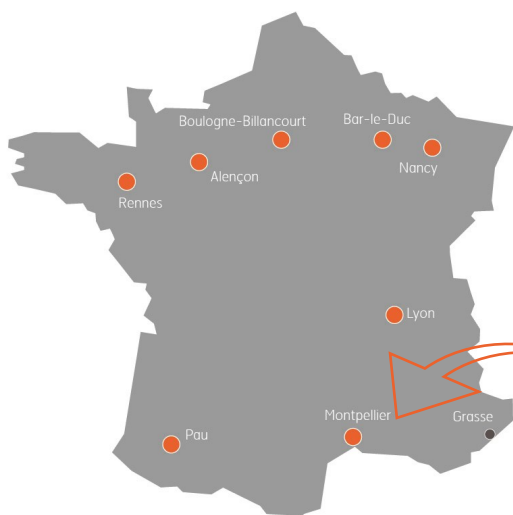 Boulogne-Billancourt
Bar-le-Duc
Alençon
Nancy
Rennes
Lyon
Montpellier
Grasse
Pau